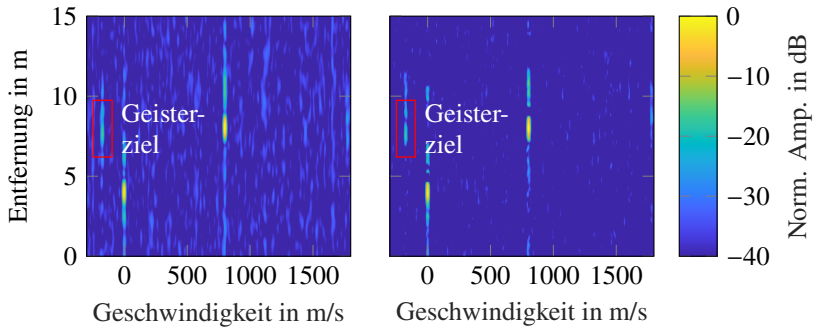 15
10
5
0
Entfernung in m
Geister-
ziel
0
500
1000
1500
Geschwindigkeit in m/s
Geister-
ziel
0
500
1000
1500
Geschwindigkeit in m/s
0
−10
−20
−30
−40
Norm. Amp. in dB